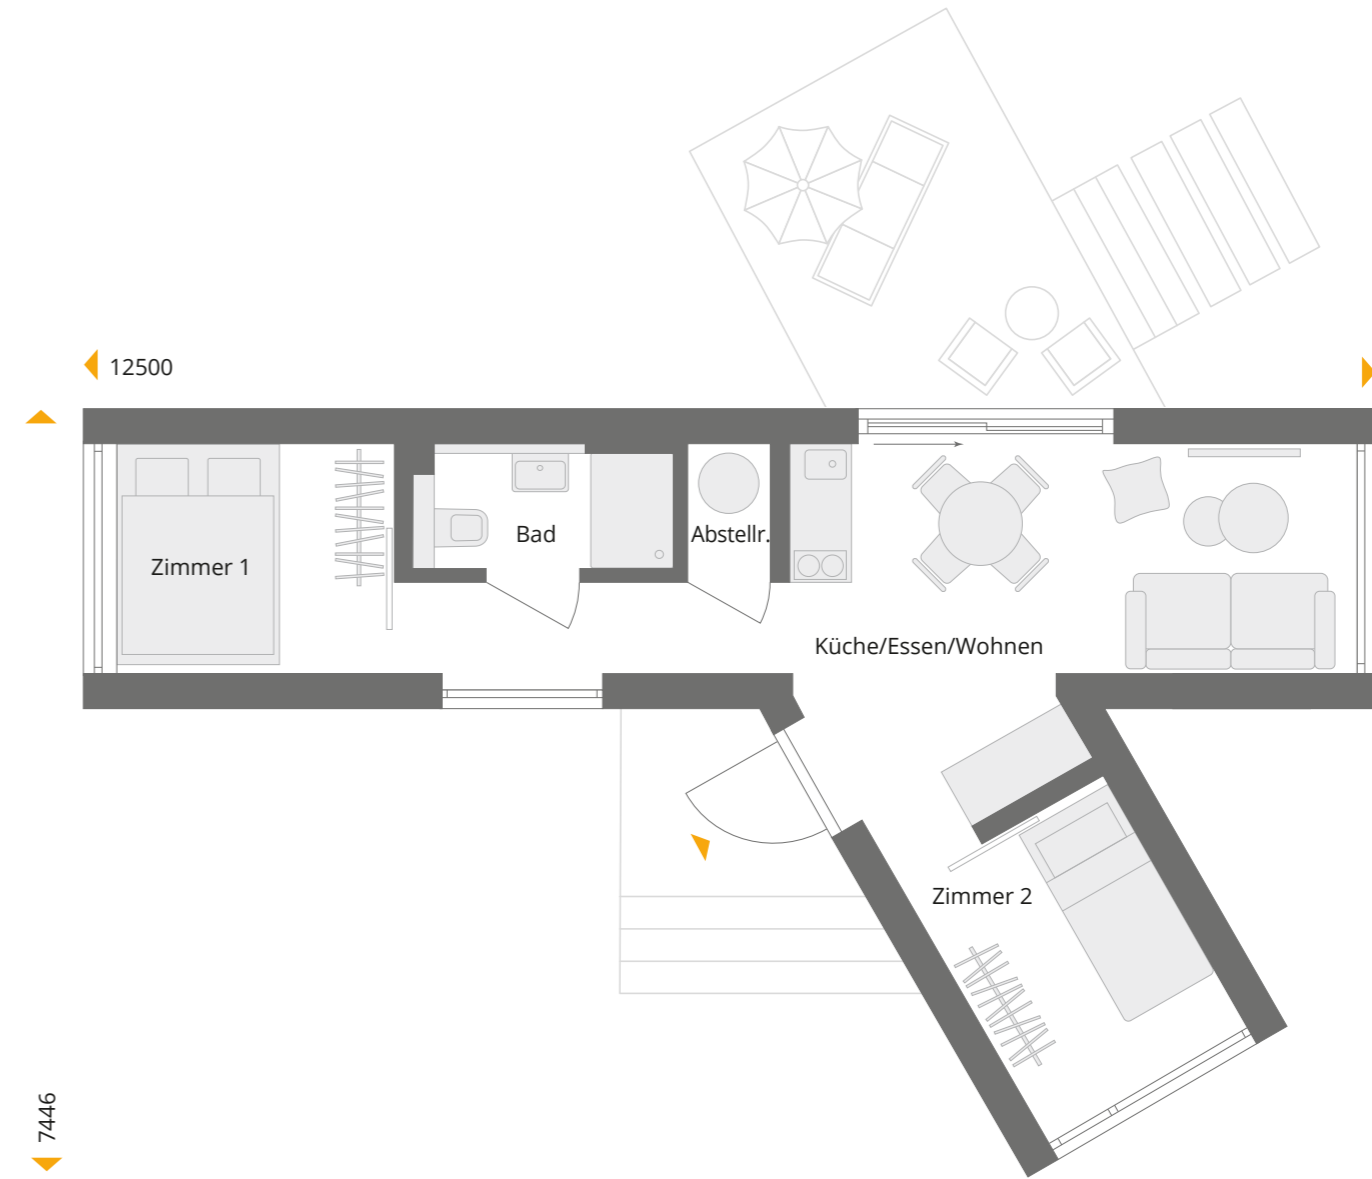 12500
Zimmer 1
Bad
Abstellr.
Küche/Essen/Wohnen
Zimmer 2
7446